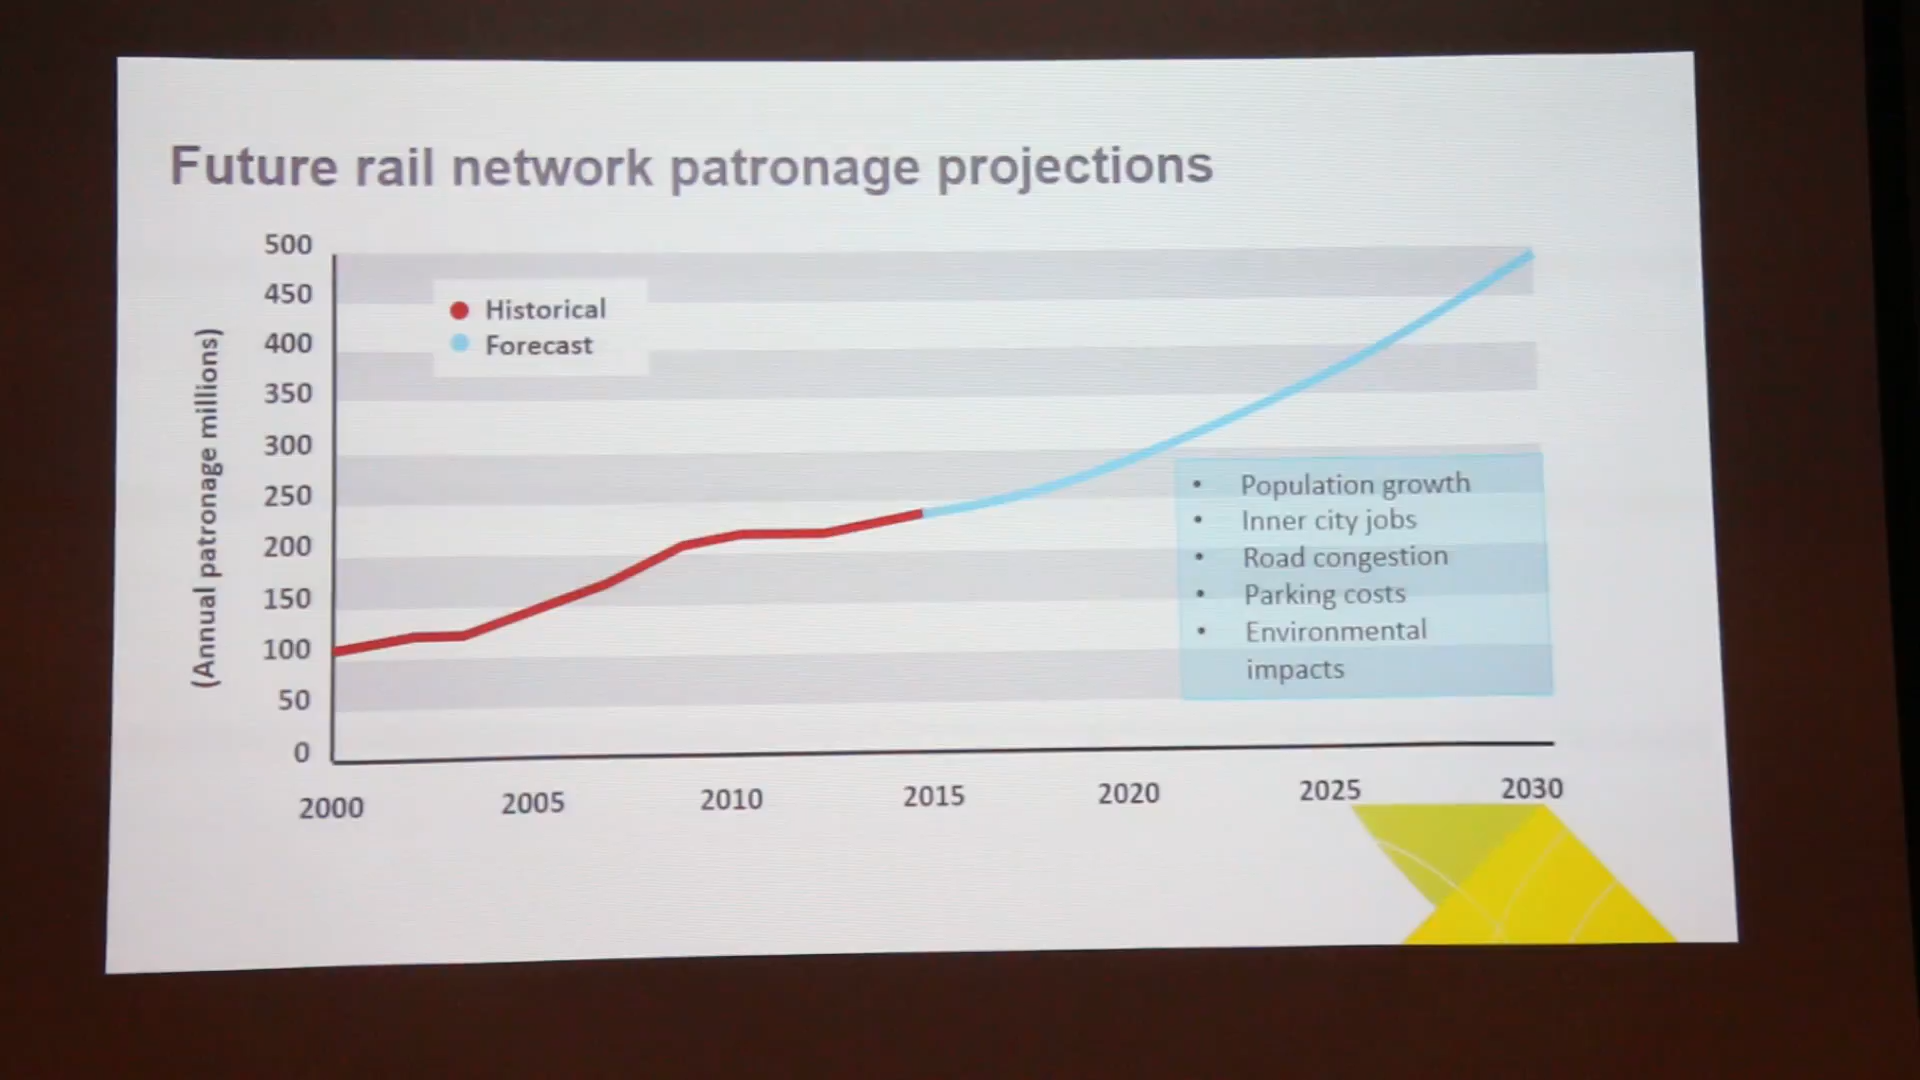 Future rail network patronage projections
500
450
400
350
300
250
200
150
100
50
0
(Annual patronage millions)
Historical
Forecast
• Population growth
• Inner city jobs
• Road congestion
• Parking costs
• Environmental
impacts
2000 2005 2010 2015 2020 2025 2030